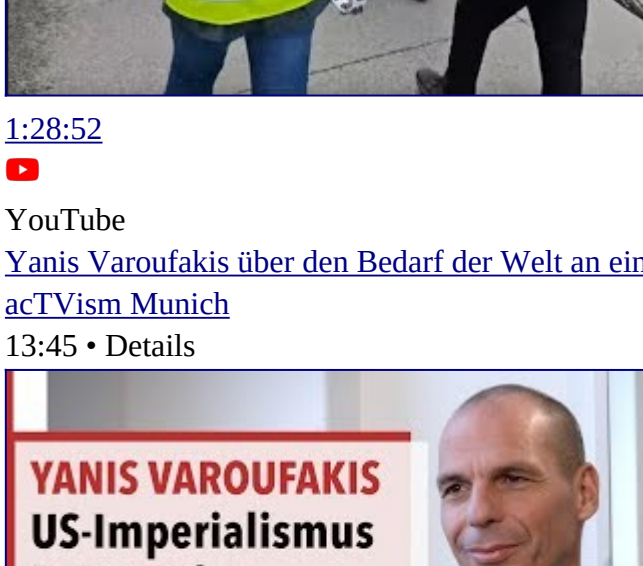 1:28:52
YouTube
Yanis Varoufakis über den Bedarf der Welt an ein
acTVism Munich
13:45 • Details
YANIS VAROUFAKIS
US-Imperialismus